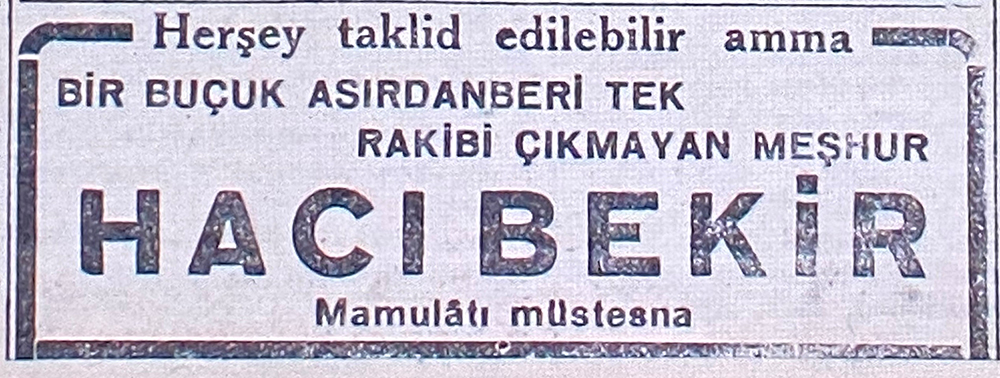 Herşey taklid edilebilir amma
BİR BUÇUK ASIRDANBERİ TEK
RAKİBİ ÇIKMAYAN MEŞHUR
HACI BEKİR
Mamulâtı müstesna